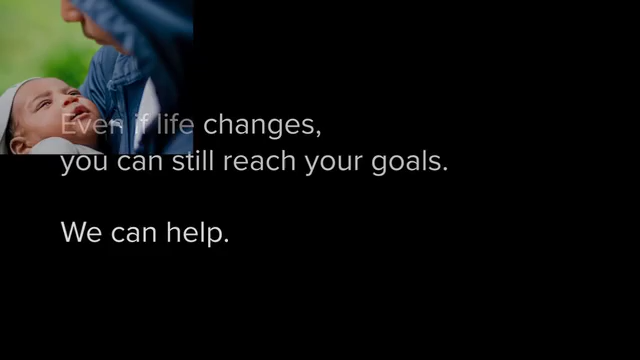 Even if life changes,
you can still reach your goals.
We can help.